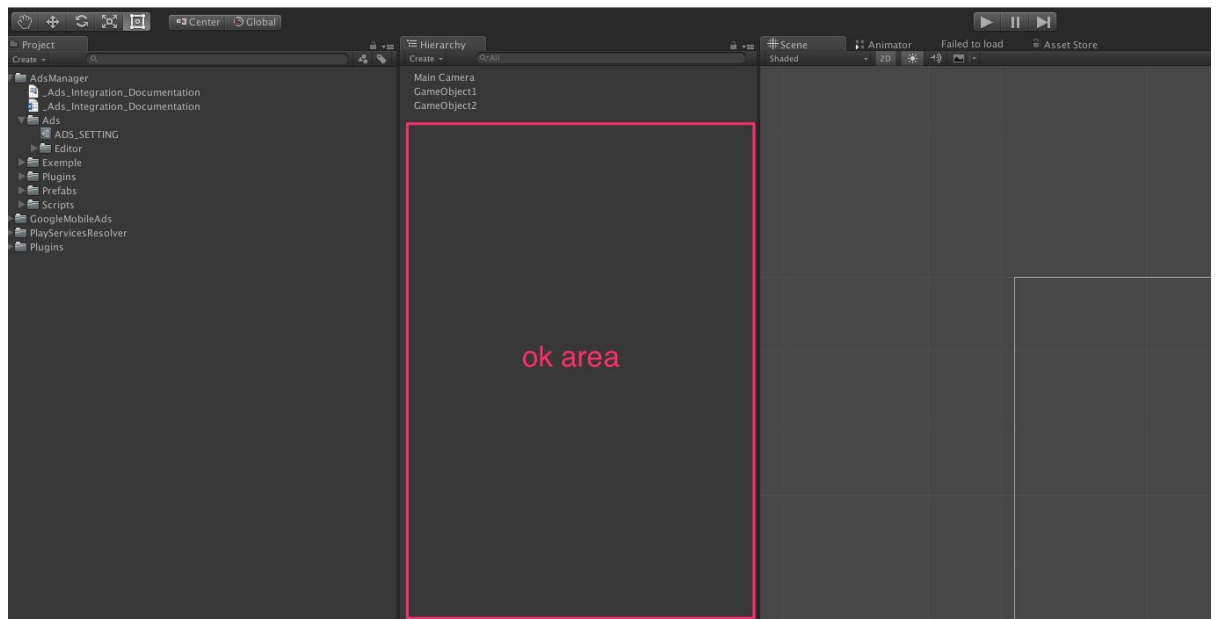 Center Global
Project
Create
AdsManager
_Ads_Integration_Documentation
_Ads_Integration_Documentation
Ads
ADS_SETTING
Editor
Exemple
Plugins
Prefabs
Scripts
GoogleMobileAds
PlayServicesResolver
Plugins
Hierarchy
Create All
Main Camera
GameObject1
GameObject2
ok area
Scene Animator Failed to load Asset Store
Shaded 2D